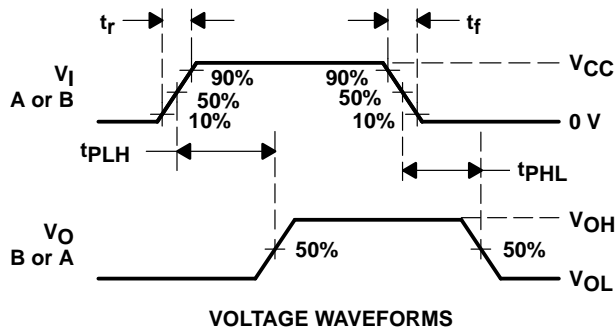 tr
tf
VI
A or B
90%
50%
10%
90%
50%
10%
VCC
0 V
tPLH
tPHL
VO
B or A
50%
50%
VOH
VOL
VOLTAGE WAVEFORMS